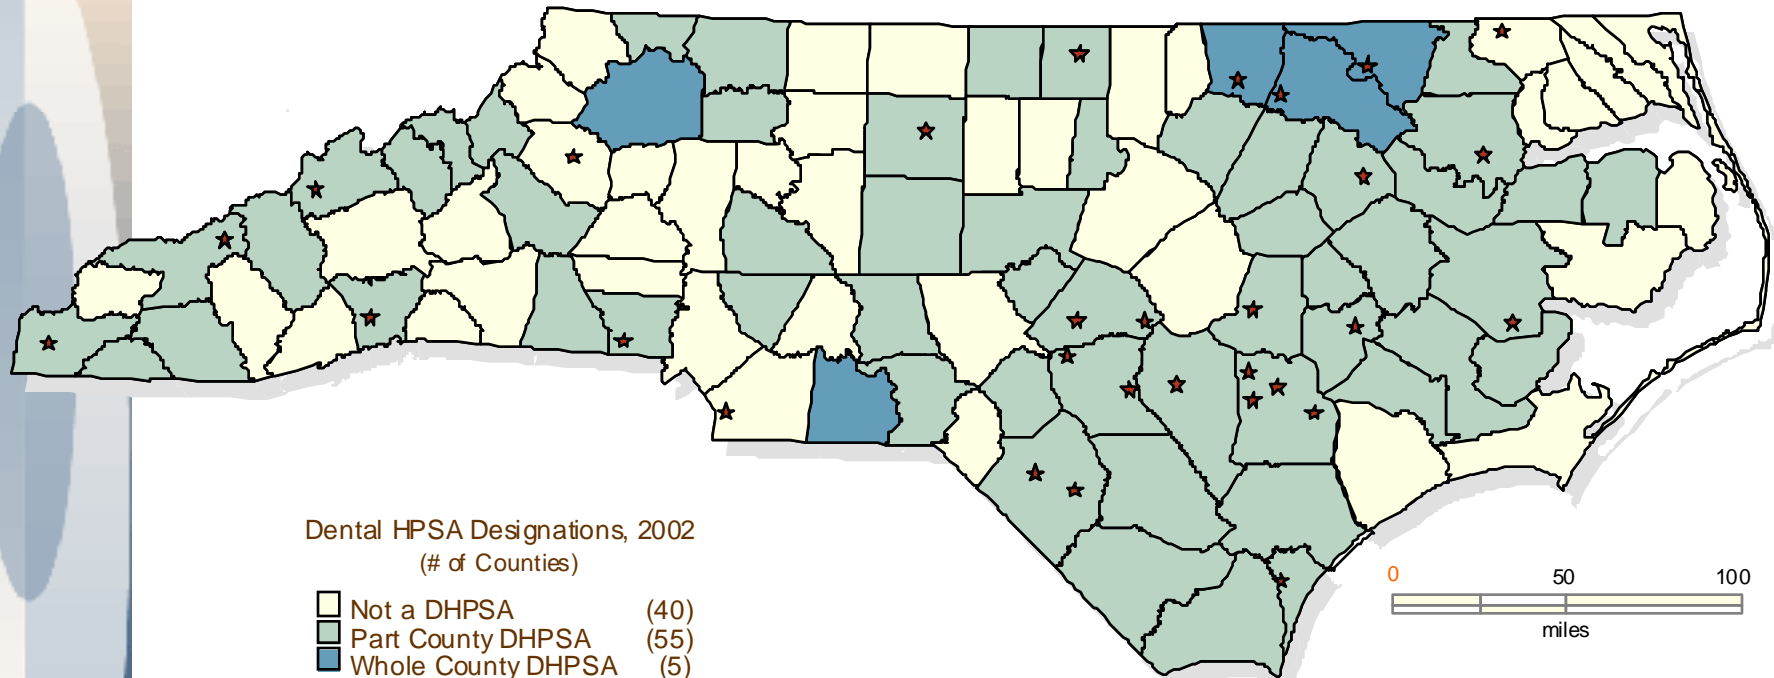 Dental HPSA Designations, 2002
(# of Counties)
Not a DHPSA (40)
Part County DHPSA (55)
Whole County DHPSA (5)
0 50 100
miles